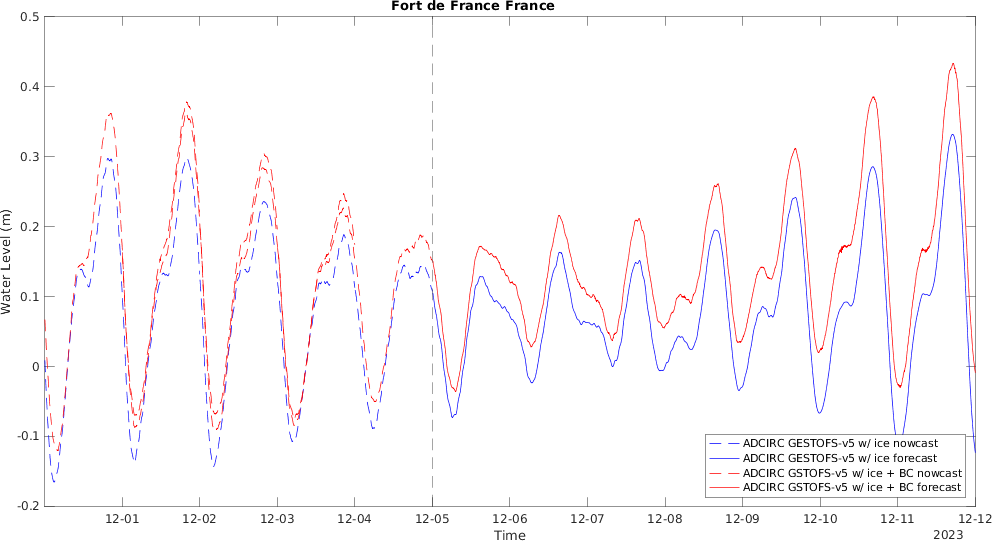 Fort de France France
0.5
0.4
0.3
0.2
0.1
0
-0.1
-0.2
Water Level (m)
ADCIRC GESTOFS-v5 w/ ice nowcast
ADCIRC GESTOFS-v5 w/ ice forecast
ADCIRC GSTOFS-v5 w/ ice + BC nowcast
ADCIRC GSTOFS-v5 w/ ice + BC forecast
12-01 12-02 12-03 12-04 12-05 12-06 12-07 12-08 12-09 12-10 12-11 12-12
Time
2023